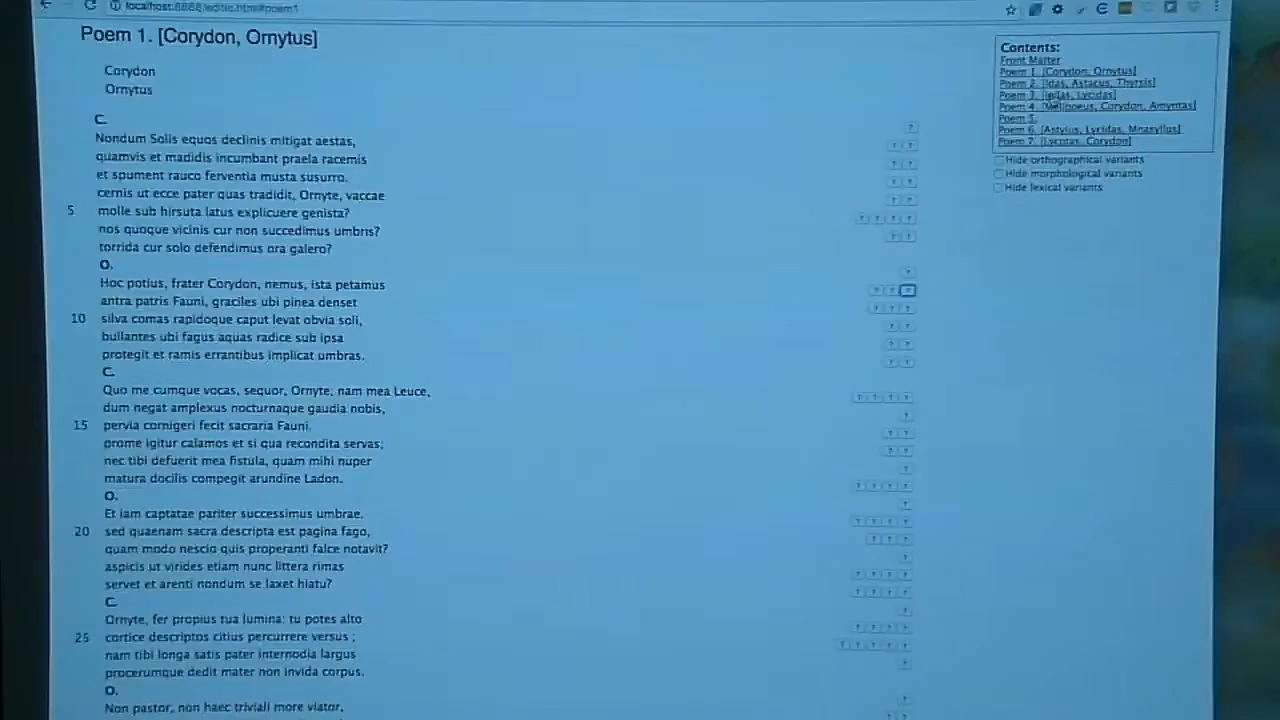 localhost:8888/editio.html#poem1
Poem 1. [Corydon, Ornytus]
Corydon
Ornytus
C.
Nondum Solis equos declinis mitigat aestas,
quamvis et madidis incumbant praela racemis
et spument rauco ferventia musta susurro.
cernis ut ecce pater quas tradidit, Ornyte, vaccae
5 molle sub hirsuta latus explicuere genista?
nos quoque vicinis cur non succedimus umbris?
torrida cur solo defendimus ora galero?
O.
Hoc potius, frater Corydon, nemus, ista petamus
antra patris Fauni, graciles ubi pinea denset
10 silva comas rapidoque caput levat obvia soli,
bullantes ubi fagus aquas radice sub ipsa
protegit et ramis errantibus implicat umbras.
C.
Quo me cumque vocas, sequor, Ornyte; nam mea Leuce,
dum negat amplexus nocturnaque gaudia nobis,
15 pervia cornigeri fecit sacraria Fauni.
prome igitur calamos et si qua recondita servas;
nec tibi defuerit mea fistula, quam mihi nuper
matura docilis compegit arundine Ladon.
O.
Et iam captatae pariter successimus umbrae.
20 sed quaenam sacra descripta est pagina fago,
quam modo nescio quis properanti falce notavit?
aspicis ut virides etiam nunc littera rimas
servet et arenti nondum se laxet hiatu?
C.
Ornyte, fer propius tua lumina: tu potes alto
25 cortice descriptos citius percurrere versus ;
nam tibi longa satis pater internodia largus
procerumque dedit mater non invida corpus.
O.
Non pastor, non haec triviali more viator,
Contents:
Front Matter
Poem 1. [Corydon, Ornytus]
Poem 2. [Idas, Astacus, Thyrsis]
Poem 3. [Iollas, Lycidas]
Poem 4. [Meliboeus, Corydon, Amyntas]
Poem 5.
Poem 6. [Astylus, Lycidas, Mnasyllus]
Poem 7. [Lycotas, Corydon]
Hide orthographical variants
Hide morphological variants
Hide lexical variants